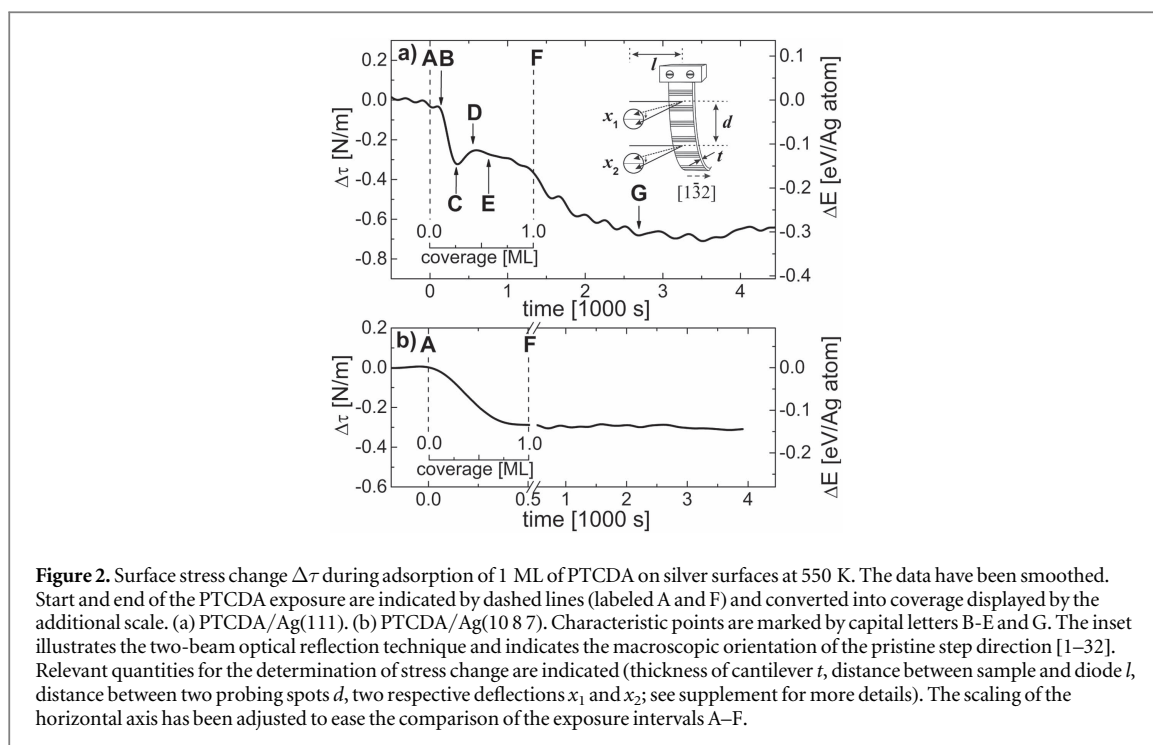 a)
A B
F
0.2
0.0
-0.2
-0.4
-0.6
-0.8
Δτ [N/m]
0.1
0.0
-0.1
-0.2
-0.3
-0.4
ΔE [eV/Ag atom]
l
x₁
x₂
d
t
[1̄32]
D
C
E
G
0.0 1.0
coverage [ML]
0 1 2 3 4
time [1000 s]
b)
A
F
0.2
0.0
-0.2
-0.4
-0.6
Δτ [N/m]
0.0
-0.1
-0.2
ΔE [eV/Ag atom]
0.0 1.0
coverage [ML]
0.0 0.5 1 2 3 4
time [1000 s]
Figure 2. Surface stress change Δτ during adsorption of 1 ML of PTCDA on silver surfaces at 550 K. The data have been smoothed.
Start and end of the PTCDA exposure are indicated by dashed lines (labeled A and F) and converted into coverage displayed by the
additional scale. (a) PTCDA/Ag(111). (b) PTCDA/Ag(10 8 7). Characteristic points are marked by capital letters B-E and G. The inset
illustrates the two-beam optical reflection technique and indicates the macroscopic orientation of the pristine step direction [1–32].
Relevant quantities for the determination of stress change are indicated (thickness of cantilever t, distance between sample and diode l,
distance between two probing spots d, two respective deflections x₁ and x₂; see supplement for more details). The scaling of the
horizontal axis has been adjusted to ease the comparison of the exposure intervals A–F.